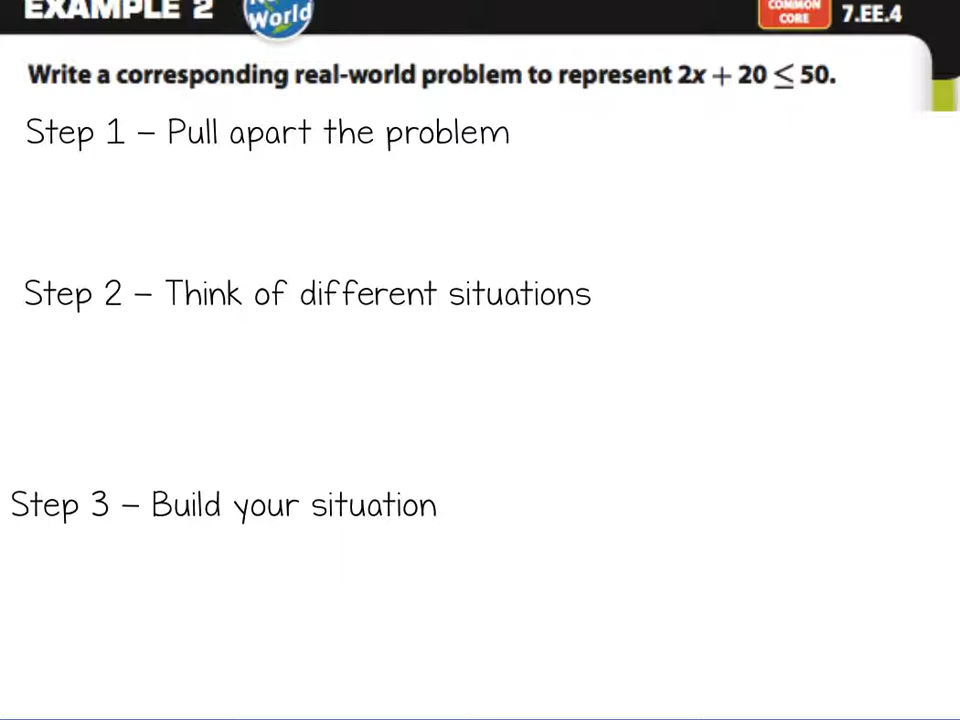 EXAMPLE 2
World
COMMON
CORE
7.EE.4
Write a corresponding real-world problem to represent 2x + 20 ≤ 50.
Step 1 – Pull apart the problem
Step 2 – Think of different situations
Step 3 – Build your situation